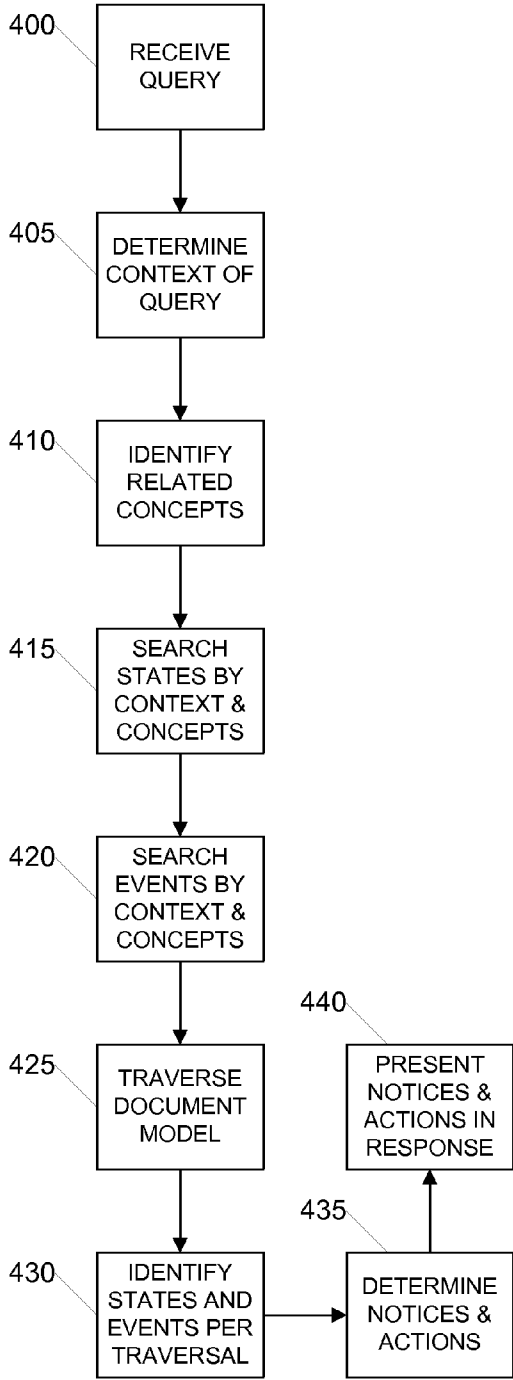 400
RECEIVE
QUERY
405
DETERMINE
CONTEXT OF
QUERY
410
IDENTIFY
RELATED
CONCEPTS
415
SEARCH
STATES BY
CONTEXT &
CONCEPTS
420
SEARCH
EVENTS BY
CONTEXT &
CONCEPTS
425
TRAVERSE
DOCUMENT
MODEL
430
IDENTIFY
STATES AND
EVENTS PER
TRAVERSAL
435
DETERMINE
NOTICES &
ACTIONS
440
PRESENT
NOTICES &
ACTIONS IN
RESPONSE